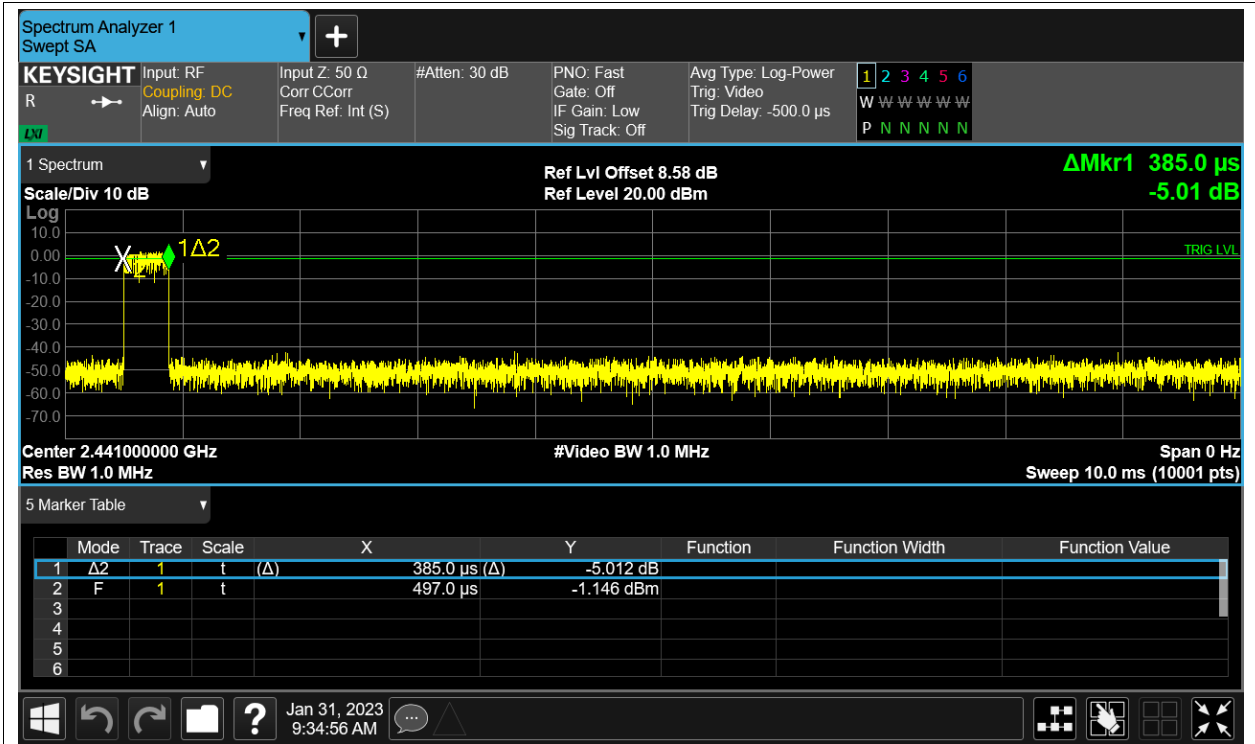 Spectrum Analyzer 1
Swept SA
KEYSIGHT
R
LXI
Input: RF
Coupling: DC
Align: Auto
Input Z: 50 Ω
Corr CCorr
Freq Ref: Int (S)
#Atten: 30 dB
PNO: Fast
Gate: Off
IF Gain: Low
Sig Track: Off
Avg Type: Log-Power
Trig: Video
Trig Delay: -500.0 µs
1 2 3 4 5 6
W W W W W W
P N N N N N
1 Spectrum
Scale/Div 10 dB
Ref Lvl Offset 8.58 dB
Ref Level 20.00 dBm
ΔMkr1 385.0 µs
-5.01 dB
Log
10.0
0.00
-10.0
-20.0
-30.0
-40.0
-50.0
-60.0
-70.0
X2
1Δ2
TRIG LVL
Center 2.441000000 GHz
Res BW 1.0 MHz
#Video BW 1.0 MHz
Span 0 Hz
Sweep 10.0 ms (10001 pts)
5 Marker Table
Mode Trace Scale X Y Function Function Width Function Value
1 Δ2 1 t (Δ) 385.0 µs (Δ) -5.012 dB
2 F 1 t 497.0 µs -1.146 dBm
3
4
5
6
?
Jan 31, 2023
9:34:56 AM